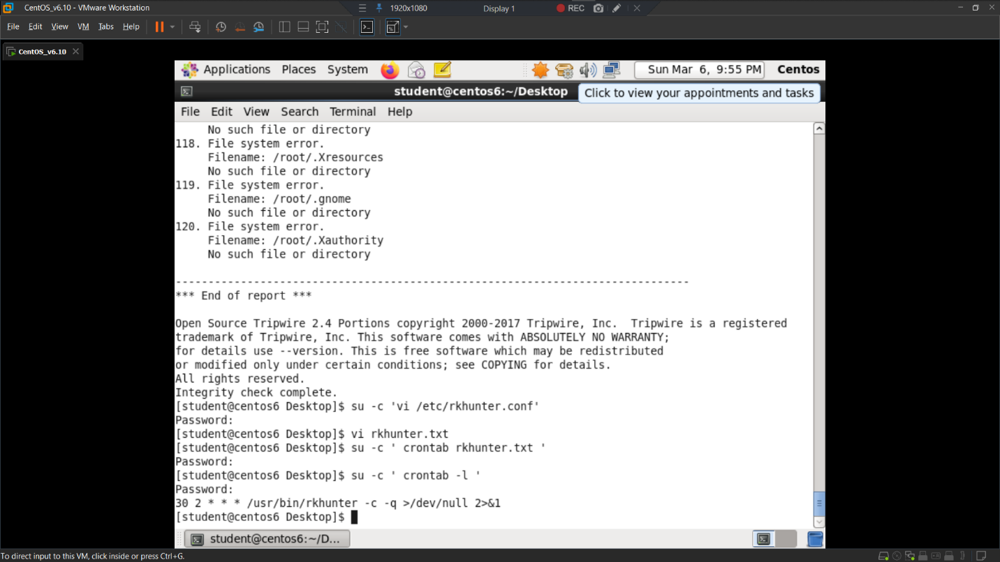 CentOS_v6.10 - VMware Workstation
1920x1080
Display 1
REC
File Edit View VM Tabs Help
CentOS_v6.10
Applications Places System
Sun Mar 6, 9:55 PM
Centos
student@centos6:~/Desktop
Click to view your appointments and tasks
File Edit View Search Terminal Help
No such file or directory
118. File system error.
Filename: /root/.Xresources
No such file or directory
119. File system error.
Filename: /root/.gnome
No such file or directory
120. File system error.
Filename: /root/.Xauthority
No such file or directory
-------------------------------------------------------------------------------
*** End of report ***
Open Source Tripwire 2.4 Portions copyright 2000-2017 Tripwire, Inc.  Tripwire is a registered
trademark of Tripwire, Inc. This software comes with ABSOLUTELY NO WARRANTY;
for details use --version. This is free software which may be redistributed
or modified only under certain conditions; see COPYING for details.
All rights reserved.
Integrity check complete.
[student@centos6 Desktop]$ su -c 'vi /etc/rkhunter.conf'
Password:
[student@centos6 Desktop]$ vi rkhunter.txt
[student@centos6 Desktop]$ su -c ' crontab rkhunter.txt '
Password:
[student@centos6 Desktop]$ su -c ' crontab -l '
Password:
30 2 * * * /usr/bin/rkhunter -c -q >/dev/null 2>&1
[student@centos6 Desktop]$
student@centos6:~/D...
To direct input to this VM, click inside or press Ctrl+G.